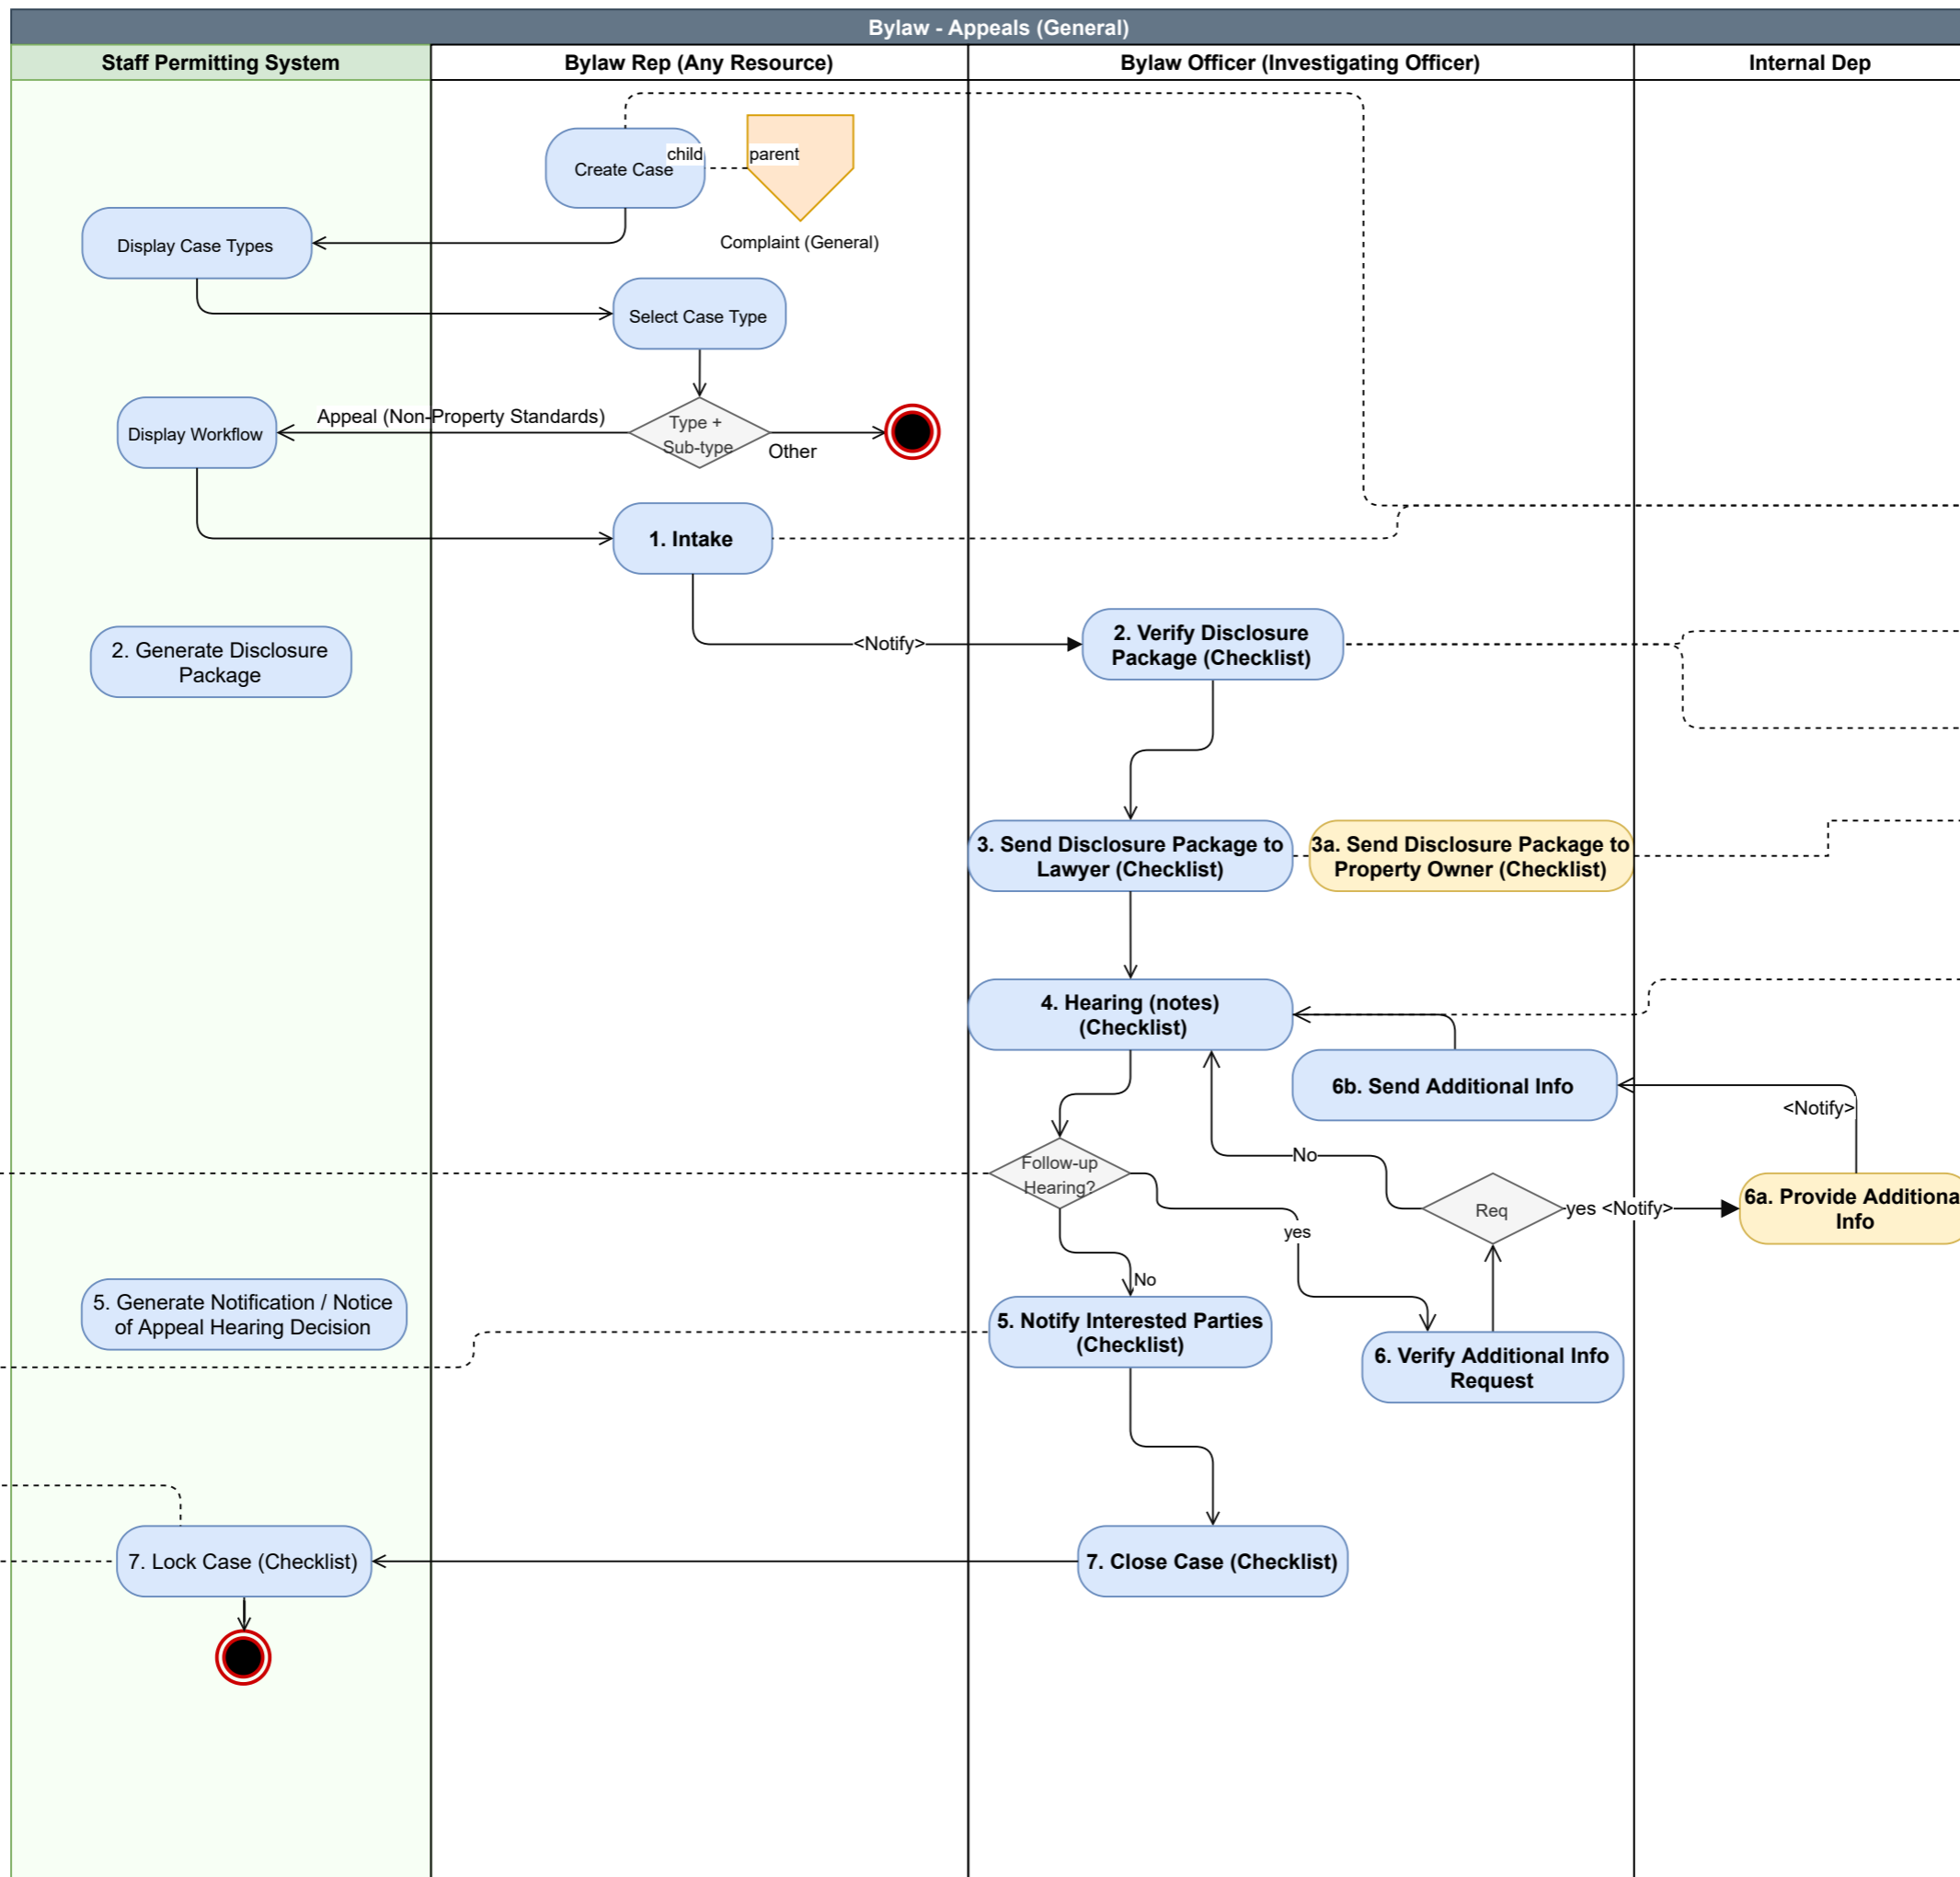 Bylaw - Appeals (General)
Staff Permitting System
Bylaw Rep (Any Resource)
Bylaw Officer (Investigating Officer)
Internal Dep
Create Case
child
parent
Complaint (General)
Display Case Types
Select Case Type
Display Workflow
Appeal (Non-Property Standards)
Type +
Sub-type
Other
1. Intake
<Notify>
2. Verify Disclosure
Package (Checklist)
2. Generate Disclosure
Package
3. Send Disclosure Package to
Lawyer (Checklist)
3a. Send Disclosure Package to
Property Owner (Checklist)
4. Hearing (notes)
(Checklist)
6b. Send Additional Info
<Notify>
Follow-up
Hearing?
No
yes
Req
yes <Notify>
6a. Provide Additiona
Info
No
5. Generate Notification / Notice
of Appeal Hearing Decision
5. Notify Interested Parties
(Checklist)
6. Verify Additional Info
Request
7. Lock Case (Checklist)
7. Close Case (Checklist)